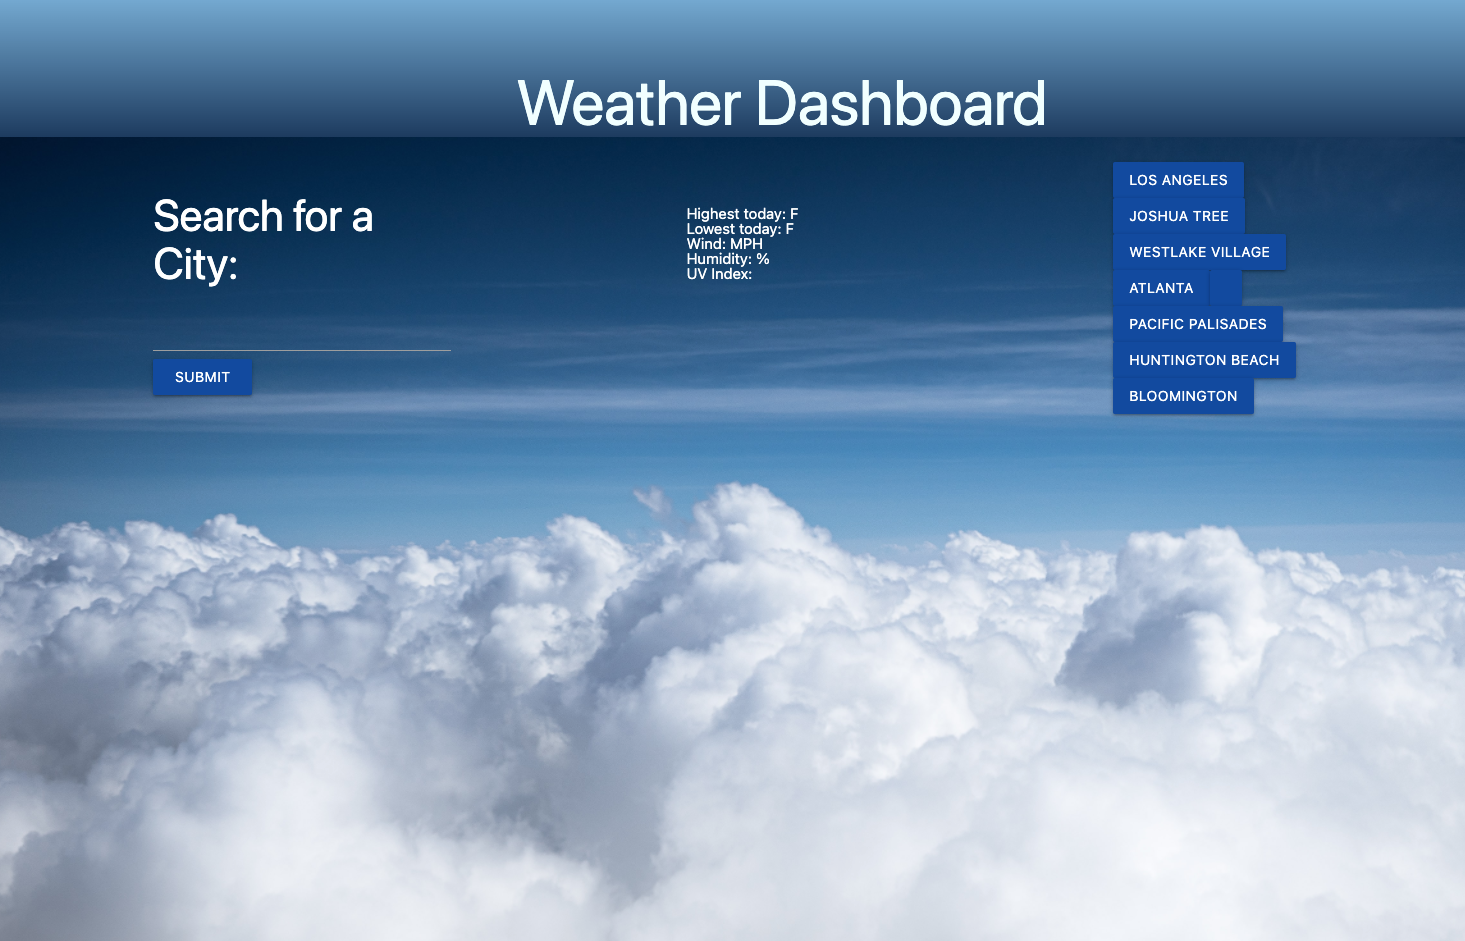 Weather Dashboard
Search for a
City:
SUBMIT
Highest today: F
Lowest today: F
Wind: MPH
Humidity: %
UV Index:
LOS ANGELES
JOSHUA TREE
WESTLAKE VILLAGE
ATLANTA
PACIFIC PALISADES
HUNTINGTON BEACH
BLOOMINGTON